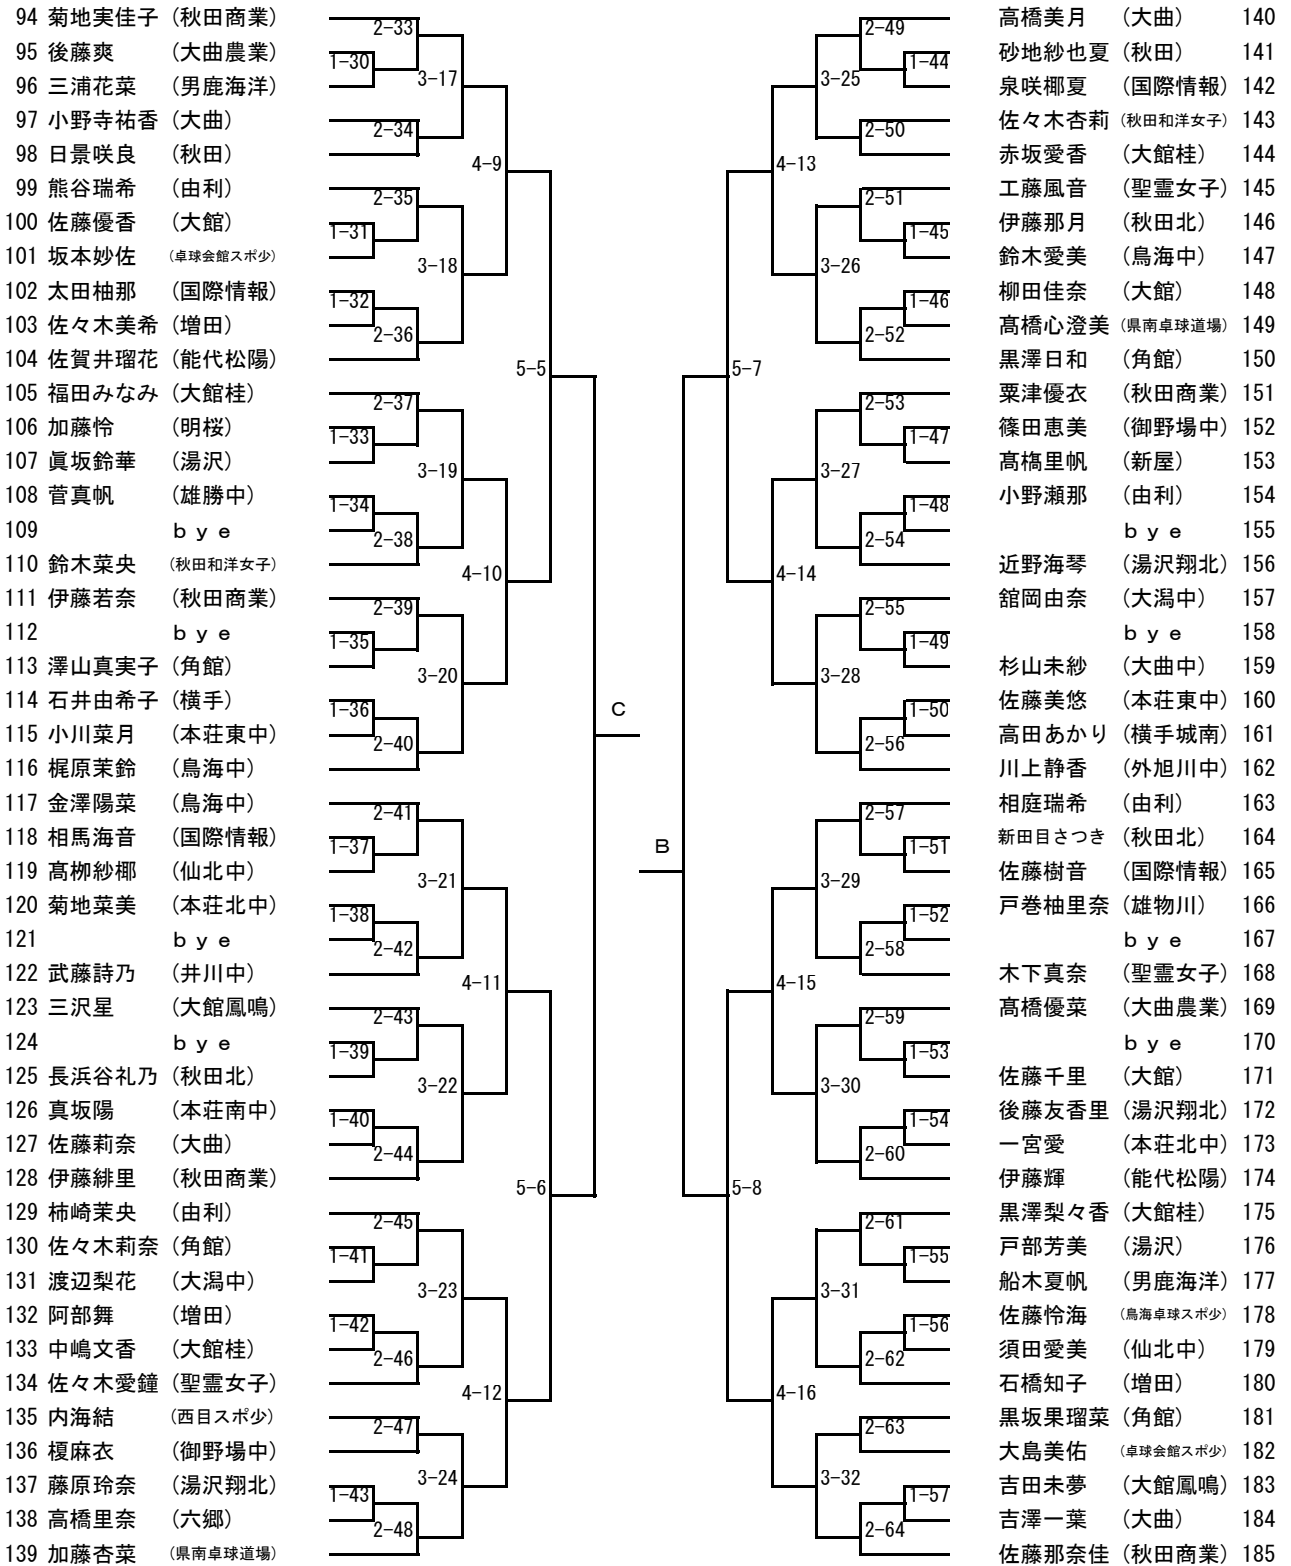 94 菊地実佳子 (秋田商業)
95 後藤爽 (大曲農業)
96 三浦花菜 (男鹿海洋)
97 小野寺祐香 (大曲)
98 日景咲良 (秋田)
99 熊谷瑞希 (由利)
100 佐藤優香 (大館)
101 坂本妙佐 (卓球会館スポ少)
102 太田柚那 (国際情報)
103 佐々木美希 (増田)
104 佐賀井瑠花 (能代松陽)
105 福田みなみ (大館桂)
106 加藤怜 (明桜)
107 眞坂鈴華 (湯沢)
108 菅真帆 (雄勝中)
109 bye
110 鈴木菜央 (秋田和洋女子)
111 伊藤若奈 (秋田商業)
112 bye
113 澤山真実子 (角館)
114 石井由希子 (横手)
115 小川菜月 (本荘東中)
116 梶原茉鈴 (鳥海中)
117 金澤陽菜 (鳥海中)
118 相馬海音 (国際情報)
119 髙栁紗椰 (仙北中)
120 菊地菜美 (本荘北中)
121 bye
122 武藤詩乃 (井川中)
123 三沢星 (大館鳳鳴)
124 bye
125 長浜谷礼乃 (秋田北)
126 真坂陽 (本荘南中)
127 佐藤莉奈 (大曲)
128 伊藤緋里 (秋田商業)
129 柿崎茉央 (由利)
130 佐々木莉奈 (角館)
131 渡辺梨花 (大潟中)
132 阿部舞 (増田)
133 中嶋文香 (大館桂)
134 佐々木愛鐘 (聖霊女子)
135 内海結 (西目スポ少)
136 榎麻衣 (御野場中)
137 藤原玲奈 (湯沢翔北)
138 高橋里奈 (六郷)
139 加藤杏菜 (県南卓球道場)
1-30
1-31
1-32
1-33
1-34
1-35
1-36
1-37
1-38
1-39
1-40
1-41
1-42
1-43
2-33
2-34
2-35
2-36
2-37
2-38
2-39
2-40
2-41
2-42
2-43
2-44
2-45
2-46
2-47
2-48
3-17
3-18
3-19
3-20
3-21
3-22
3-23
3-24
4-9
4-10
4-11
4-12
5-5
5-6
C
B
5-7
5-8
4-13
4-14
4-15
4-16
3-25
3-26
3-27
3-28
3-29
3-30
3-31
3-32
2-49
2-50
2-51
2-52
2-53
2-54
2-55
2-56
2-57
2-58
2-59
2-60
2-61
2-62
2-63
2-64
1-44
1-45
1-46
1-47
1-48
1-49
1-50
1-51
1-52
1-53
1-54
1-55
1-56
1-57
高橋美月 (大曲) 140
砂地紗也夏 (秋田) 141
泉咲椰夏 (国際情報) 142
佐々木杏莉 (秋田和洋女子) 143
赤坂愛香 (大館桂) 144
工藤風音 (聖霊女子) 145
伊藤那月 (秋田北) 146
鈴木愛美 (鳥海中) 147
柳田佳奈 (大館) 148
髙橋心澄美 (県南卓球道場) 149
黒澤日和 (角館) 150
粟津優衣 (秋田商業) 151
篠田恵美 (御野場中) 152
髙槗里帆 (新屋) 153
小野瀬那 (由利) 154
bye 155
近野海琴 (湯沢翔北) 156
舘岡由奈 (大潟中) 157
bye 158
杉山未紗 (大曲中) 159
佐藤美悠 (本荘東中) 160
高田あかり (横手城南) 161
川上静香 (外旭川中) 162
相庭瑞希 (由利) 163
新田目さつき (秋田北) 164
佐藤樹音 (国際情報) 165
戸巻柚里奈 (雄物川) 166
bye 167
木下真奈 (聖霊女子) 168
髙橋優菜 (大曲農業) 169
bye 170
佐藤千里 (大館) 171
後藤友香里 (湯沢翔北) 172
一宮愛 (本荘北中) 173
伊藤輝 (能代松陽) 174
黒澤梨々香 (大館桂) 175
戸部芳美 (湯沢) 176
船木夏帆 (男鹿海洋) 177
佐藤怜海 (鳥海卓球スポ少) 178
須田愛美 (仙北中) 179
石橋知子 (増田) 180
黒坂果瑠菜 (角館) 181
大島美佑 (卓球会館スポ少) 182
吉田未夢 (大館鳳鳴) 183
吉澤一葉 (大曲) 184
佐藤那奈佳 (秋田商業) 185